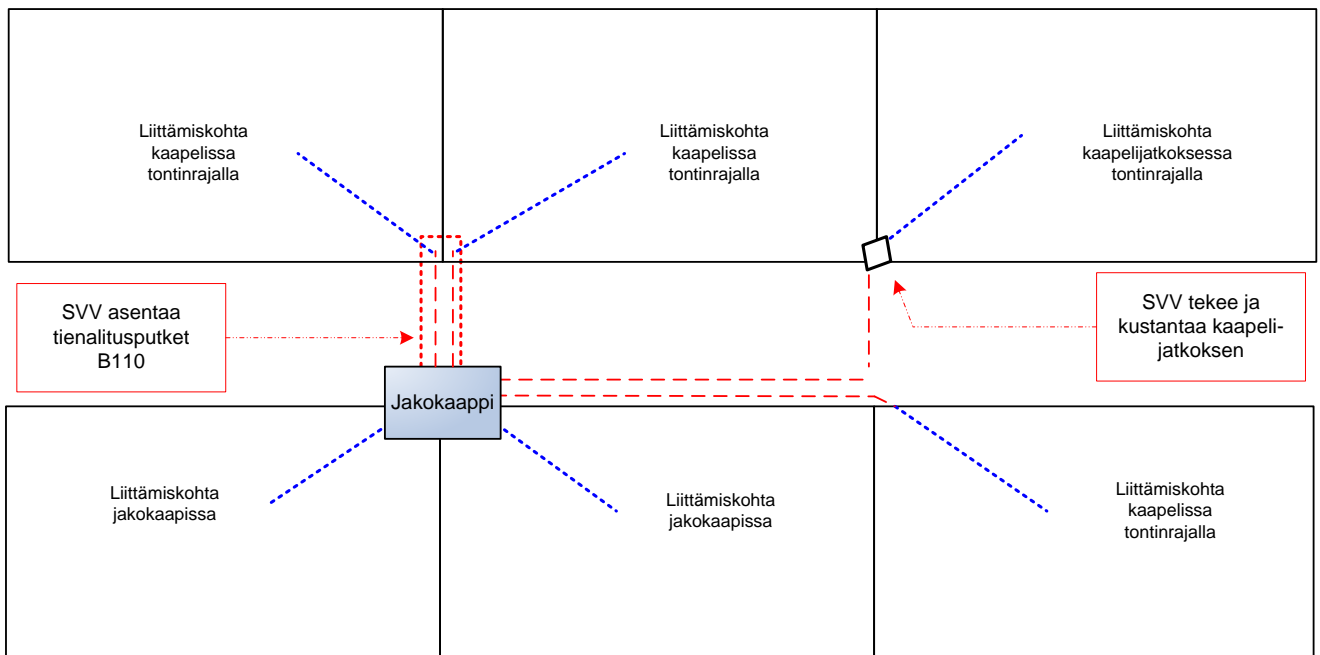 Liittämiskohta
kaapelissa
tontinrajalla
Liittämiskohta
kaapelissa
tontinrajalla
Liittämiskohta
kaapelijatkoksessa
tontinrajalla
SVV asentaa
tienalitusputket
B110
SVV tekee ja
kustantaa kaapeli-
jatkoksen
Jakokaappi
Liittämiskohta
jakokaapissa
Liittämiskohta
jakokaapissa
Liittämiskohta
kaapelissa
tontinrajalla